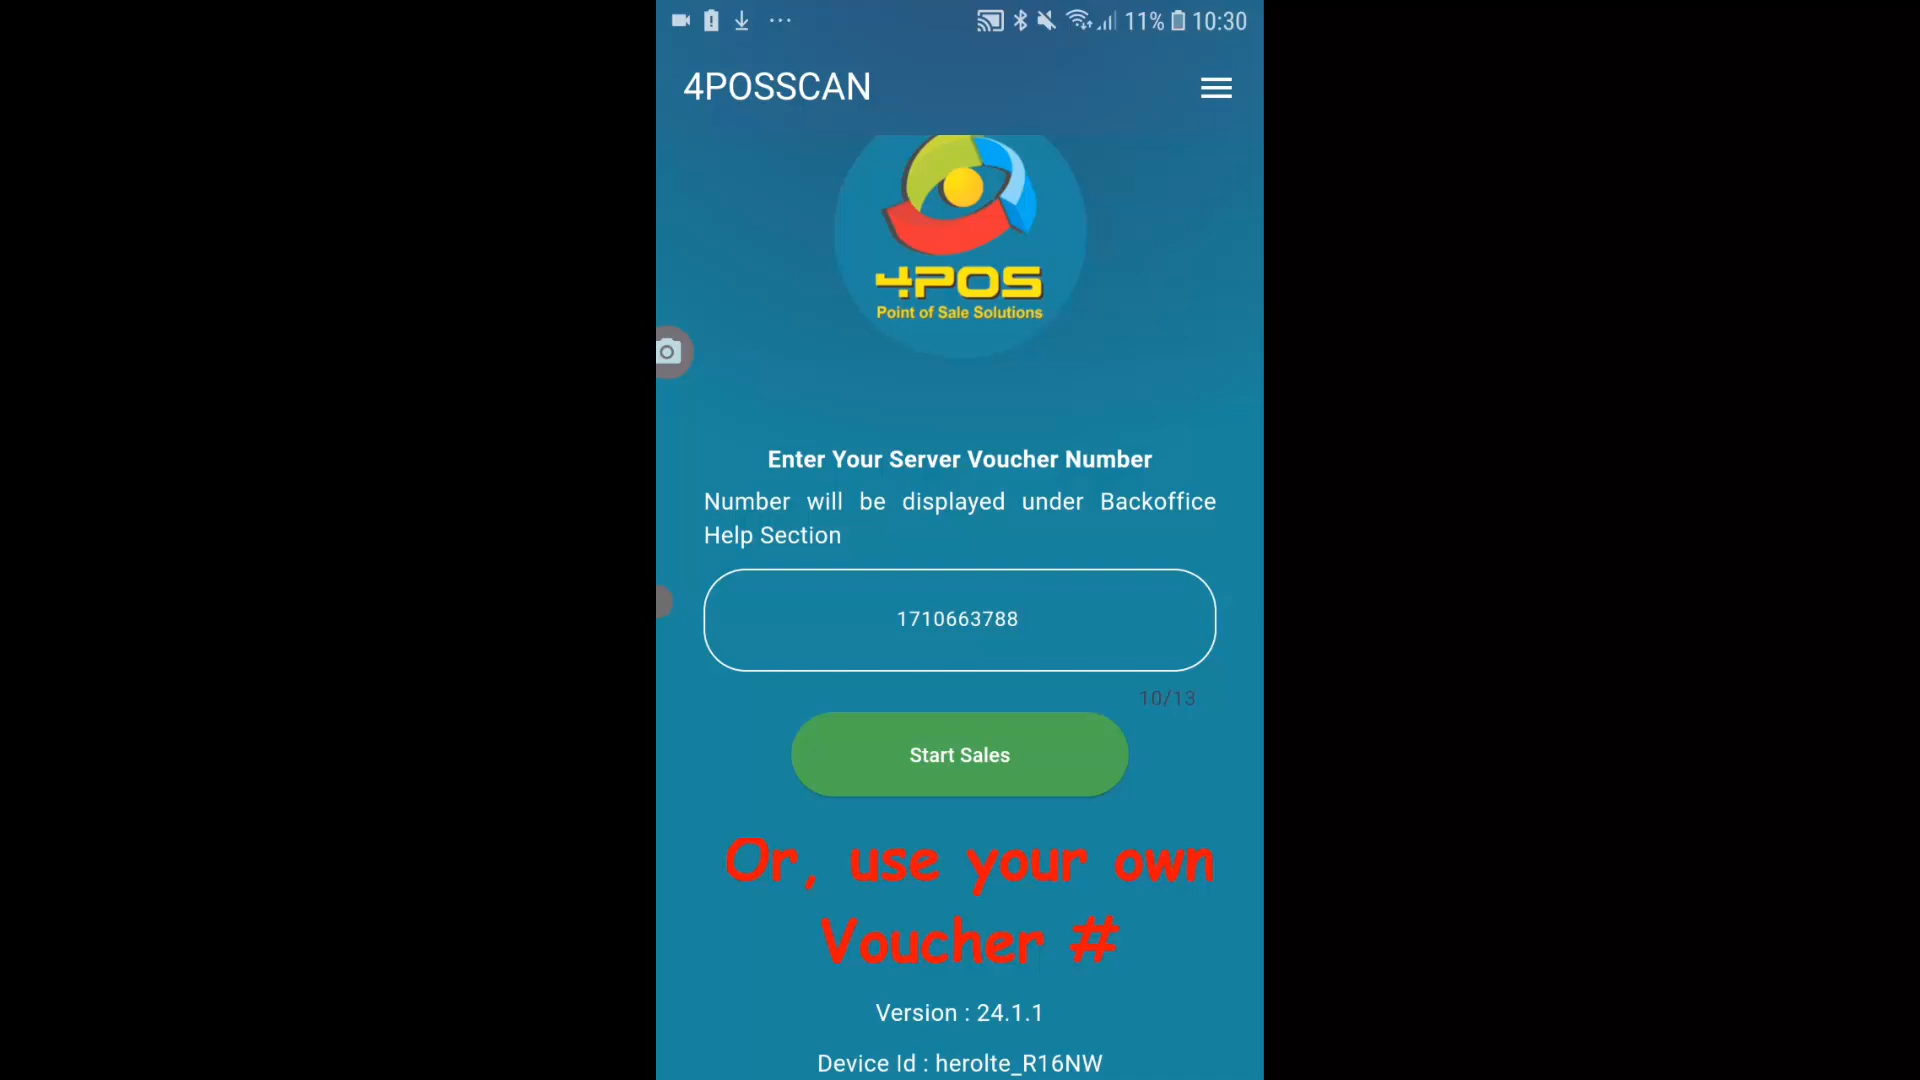 11% 10:30
4POSSCAN
4POS
Point of Sale Solutions
Enter Your Server Voucher Number
Number will be displayed under Backoffice
Help Section
1710663788
10/13
Start Sales
Or, use your own
Voucher #
Version : 24.1.1
Device Id : herolte_R16NW